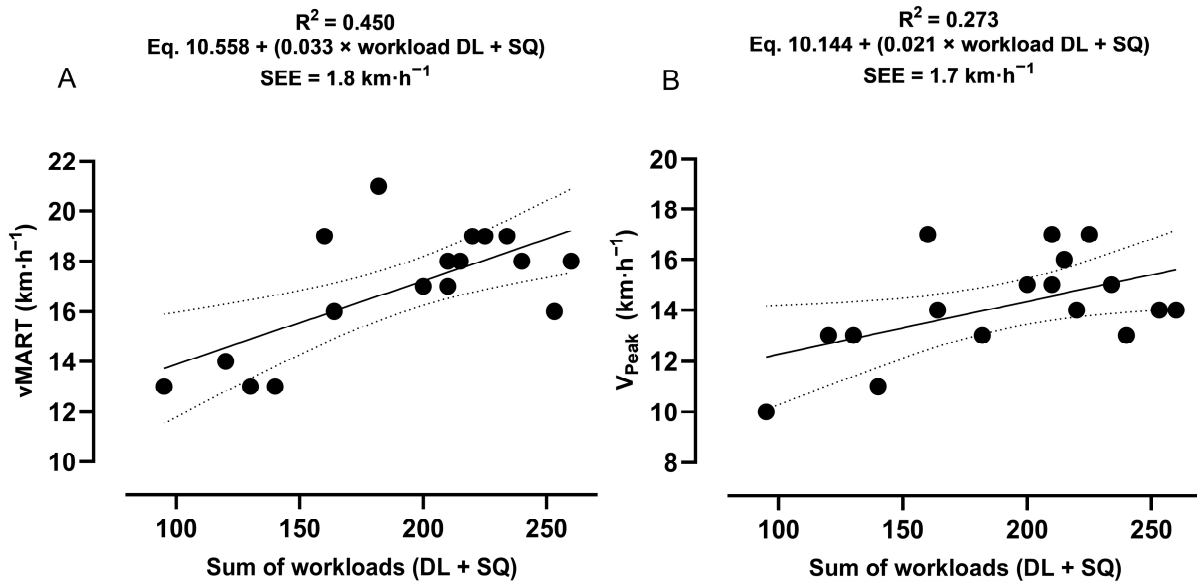 R² = 0.450
Eq. 10.558 + (0.033 × workload DL + SQ)
SEE = 1.8 km·h⁻¹
A
vMART (km·h⁻¹)
22
20
18
16
14
12
10
100 150 200 250
Sum of workloads (DL + SQ)
R² = 0.273
Eq. 10.144 + (0.021 × workload DL + SQ)
SEE = 1.7 km·h⁻¹
B
V_Peak (km·h⁻¹)
20
18
16
14
12
10
8
100 150 200 250
Sum of workloads (DL + SQ)